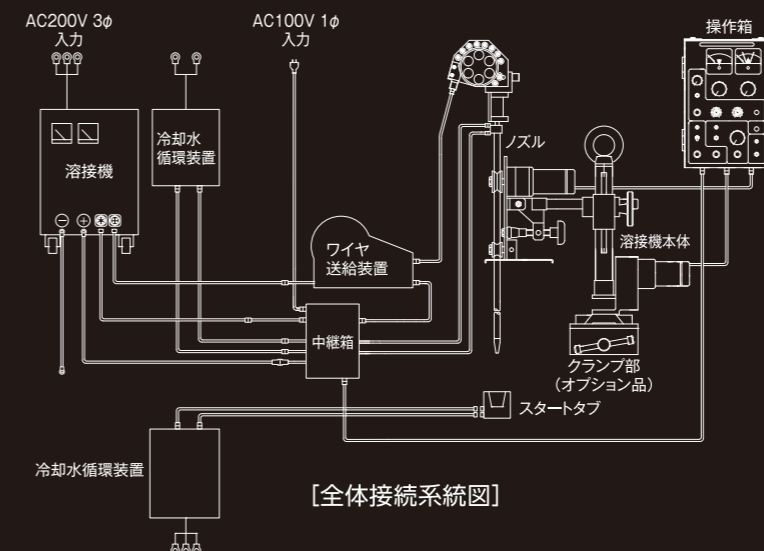 AC200V 3φ
入力
AC100V 1φ
入力
操作箱
冷却水
循環装置
溶接機
ノズル
ワイヤ
送給装置
溶接機本体
中継箱
クランプ部
（オプション品）
スタートタブ
冷却水循環装置
［全体接続系統図］